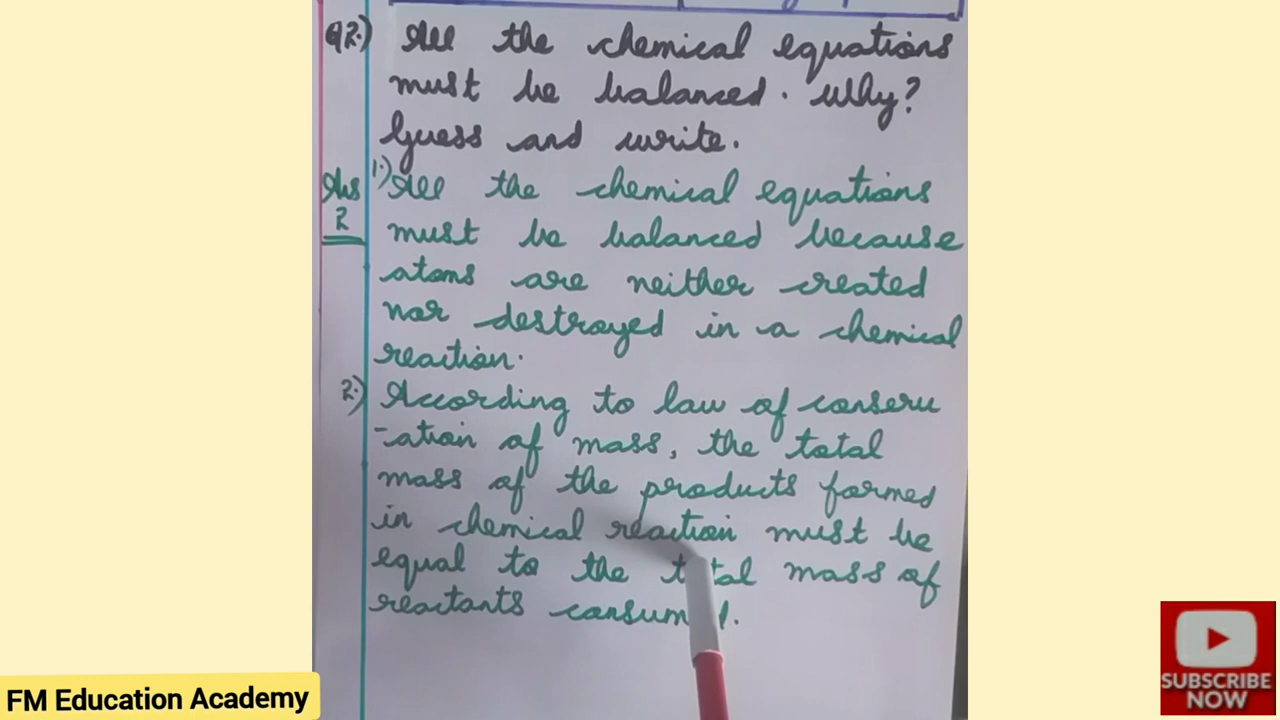 Q2.) All the chemical equations
must be balanced. Why?
Guess and write.
Ans 2 1.) All the chemical equations
must be balanced because
atoms are neither created
nor destroyed in a chemical
reaction.
2.) According to law of conserv
-ation of mass, the total
mass of the products formed
in chemical reaction must be
equal to the total mass of
reactants consumed.
FM Education Academy
SUBSCRIBE
NOW